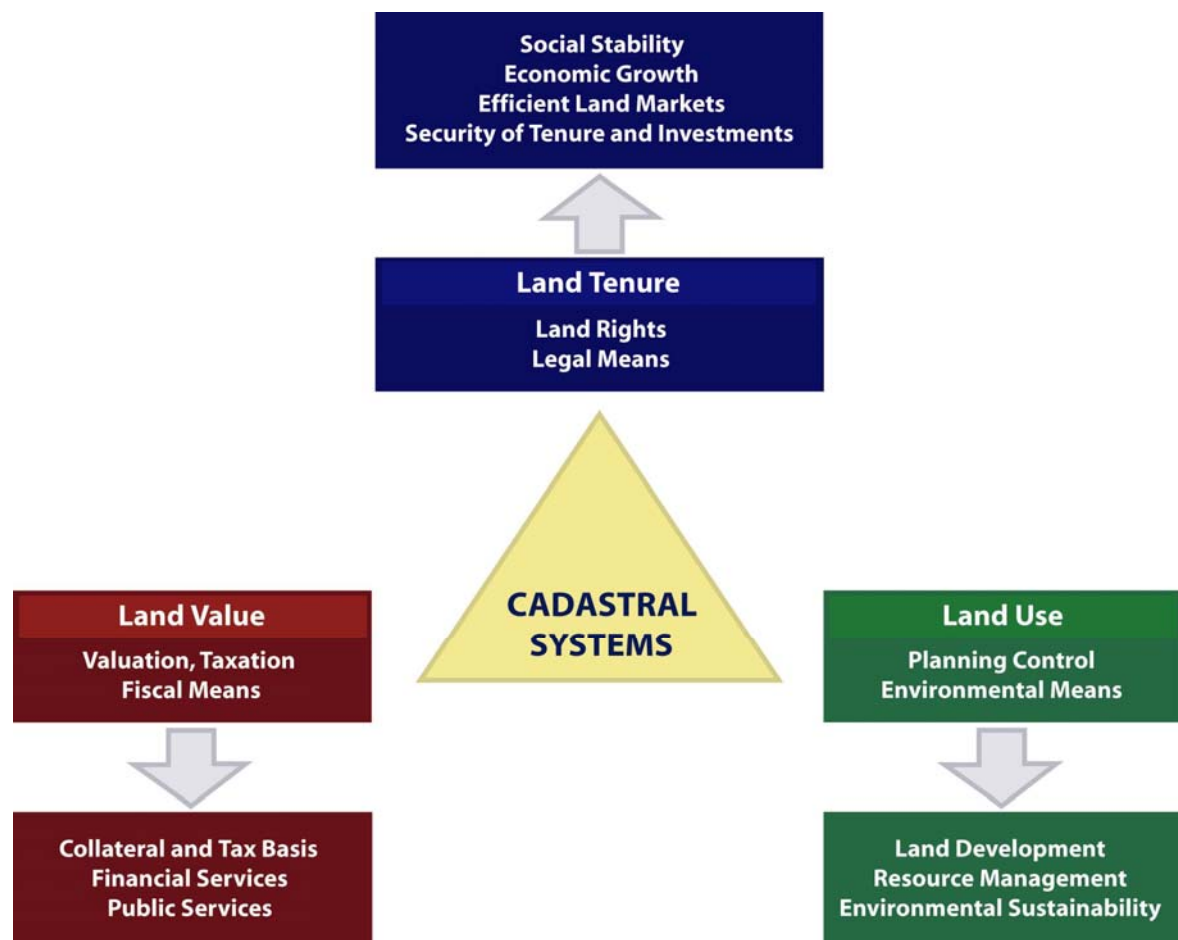 Social Stability
Economic Growth
Efficient Land Markets
Security of Tenure and Investments
Land Tenure
Land Rights
Legal Means
CADASTRAL
SYSTEMS
Land Value
Valuation, Taxation
Fiscal Means
Collateral and Tax Basis
Financial Services
Public Services
Land Use
Planning Control
Environmental Means
Land Development
Resource Management
Environmental Sustainability